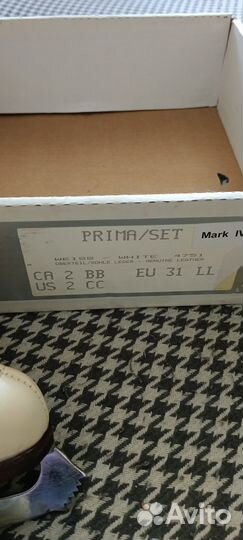 PRIMA/SET
Mark IV
WEISS / WHITE 4751
OBERTEIL/SOHLE LEDER - GENUINE LEATHER
CA 2 BB EU 31 LL
US 2 CC
Avito